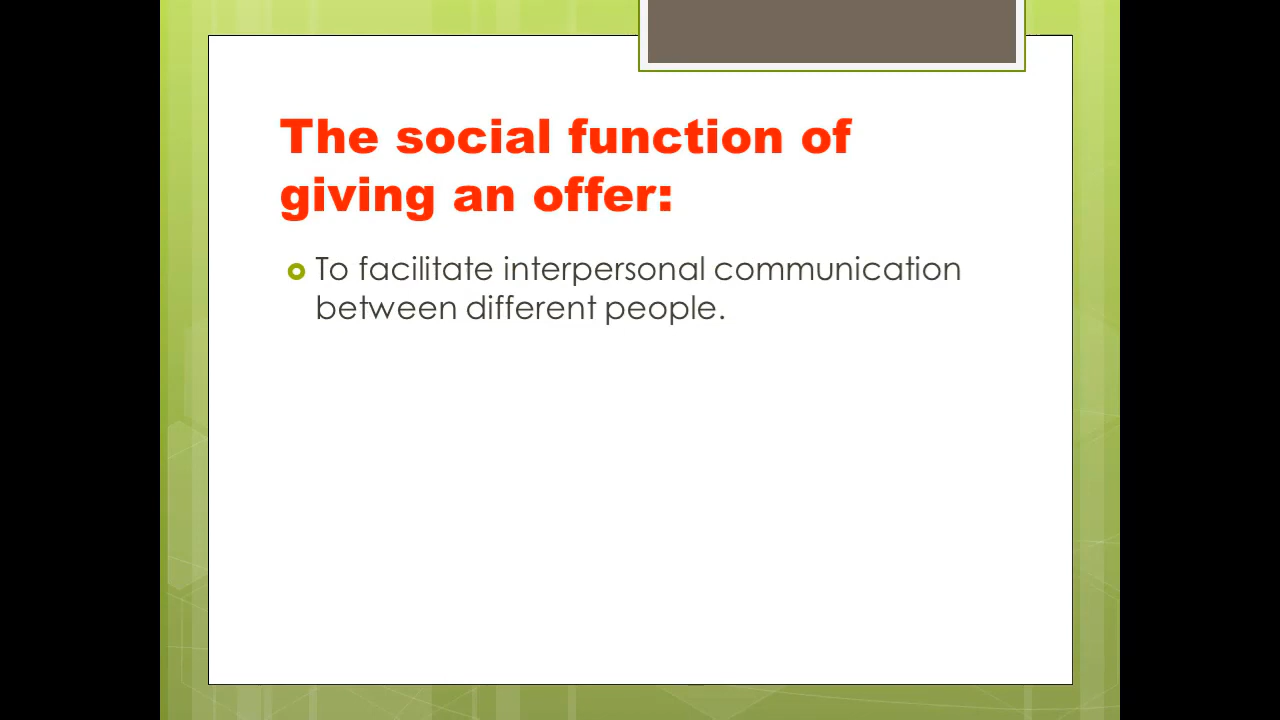 The social function of
giving an offer:
To facilitate interpersonal communication
between different people.